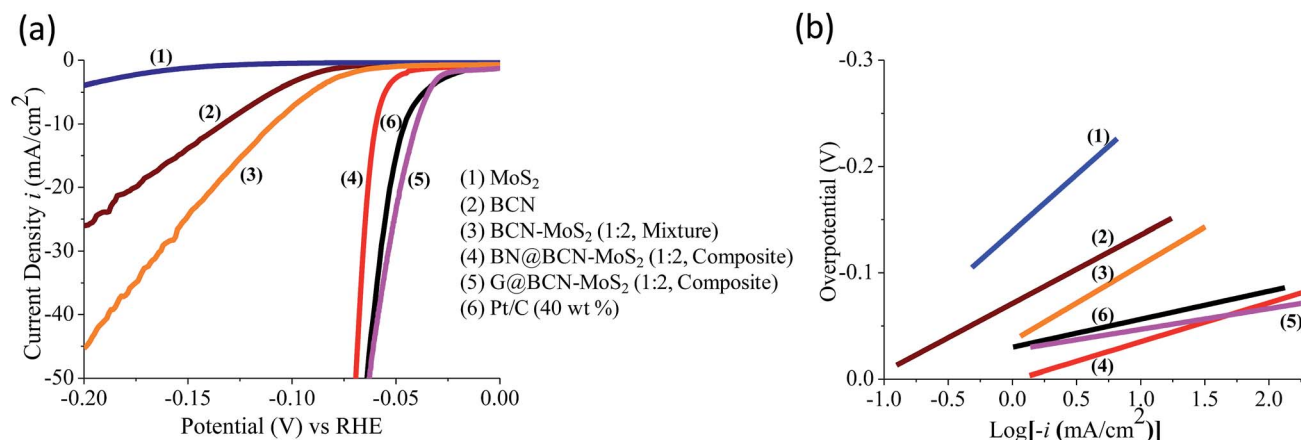 (a)
0
-10
-20
-30
-40
-50
-0.20
-0.15
-0.10
-0.05
0.00
Current Density i (mA/cm²)
Potential (V) vs RHE
(1)
(2)
(3)
(4)
(5)
(6)
(1) MoS₂
(2) BCN
(3) BCN-MoS₂ (1:2, Mixture)
(4) BN@BCN-MoS₂ (1:2, Composite)
(5) G@BCN-MoS₂ (1:2, Composite)
(6) Pt/C (40 wt %)
(b)
-0.3
-0.2
-0.1
0.0
-1.0
-0.5
0.0
0.5
1.0
1.5
2.0
Overpotential (V)
Log[-i (mA/cm²)]
(1)
(2)
(3)
(6)
(5)
(4)